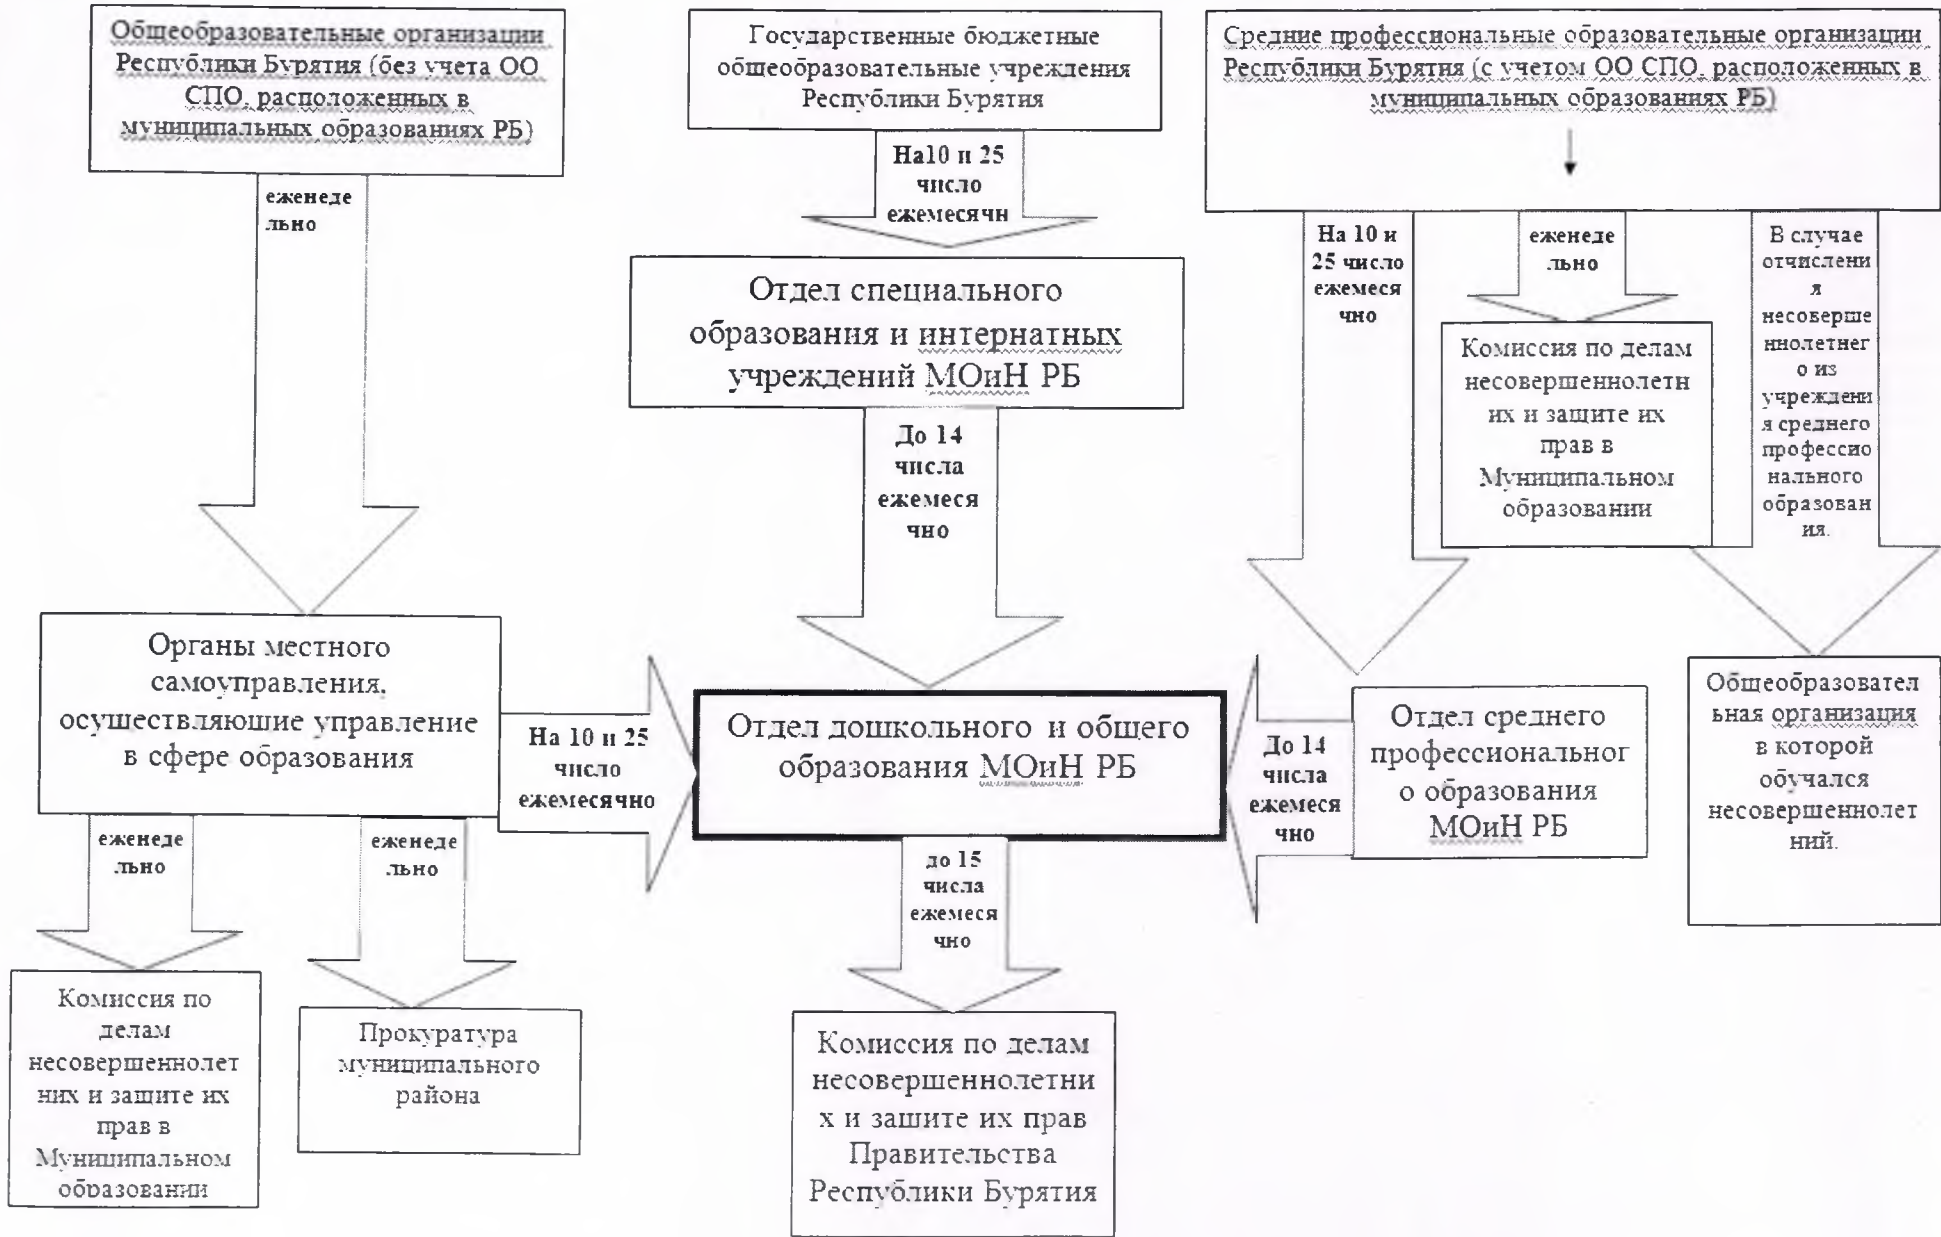 Общеобразовательные организации
Республики Бурятия (без учета ОО
СПО, расположенных в
муниципальных образованиях РБ)
Государственные бюджетные
общеобразовательные учреждения
Республики Бурятия
Средние профессиональные образовательные организации
Республики Бурятия (с учетом ОО СПО, расположенных в
муниципальных образованиях РБ)
еженеде
льно
На10 и 25
число
ежемесячн
На 10 и
25 число
ежемеся
чно
еженеде
льно
В случае
отчислени
я
несоверше
ннолетнег
о из
учреждени
я среднего
профессио
нального
образован
ия.
Отдел специального
образования и интернатных
учреждений МОиН РБ
Комиссия по делам
несовершеннолетн
их и защите их
прав в
Муниципальном
образовании
До 14
числа
ежемеся
чно
Органы местного
самоуправления,
осуществляющие управление
в сфере образования
На 10 и 25
число
ежемесячно
Отдел дошкольного и общего
образования МОиН РБ
До 14
числа
ежемеся
чно
Отдел среднего
профессиональног
о образования
МОиН РБ
Общеобразовател
ьная организация
в которой
обучался
несовершеннолет
ний.
еженеде
льно
еженеде
льно
до 15
числа
ежемеся
чно
Комиссия по
делам
несовершеннолет
них и защите их
прав в
Муниципальном
образовании
Прокуратура
муниципального
района
Комиссия по делам
несовершеннолетни
х и защите их прав
Правительства
Республики Бурятия